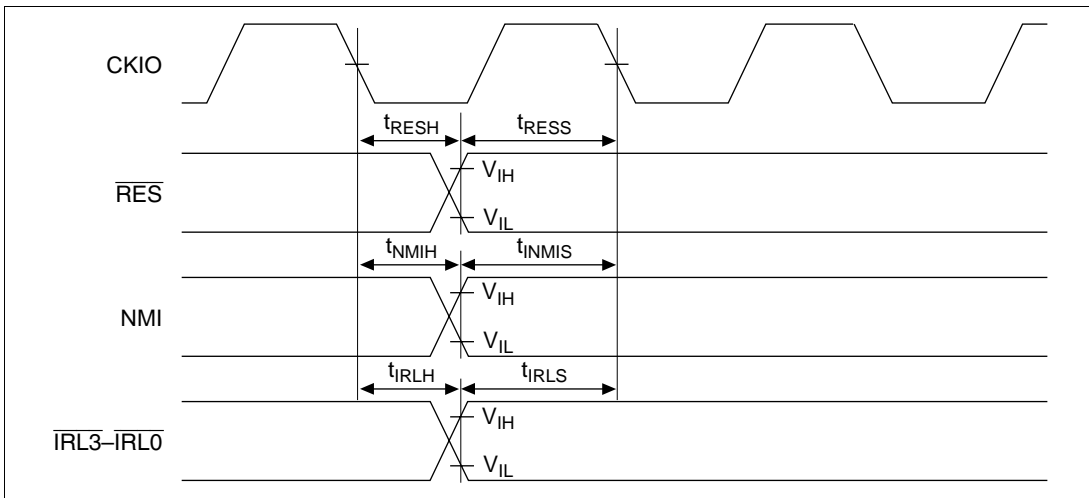 CKIO
tRESH tRESS
RES
VIH
VIL
tNMIH tINMIS
NMI
VIH
VIL
tIRLH tIRLS
IRL3–IRL0
VIH
VIL